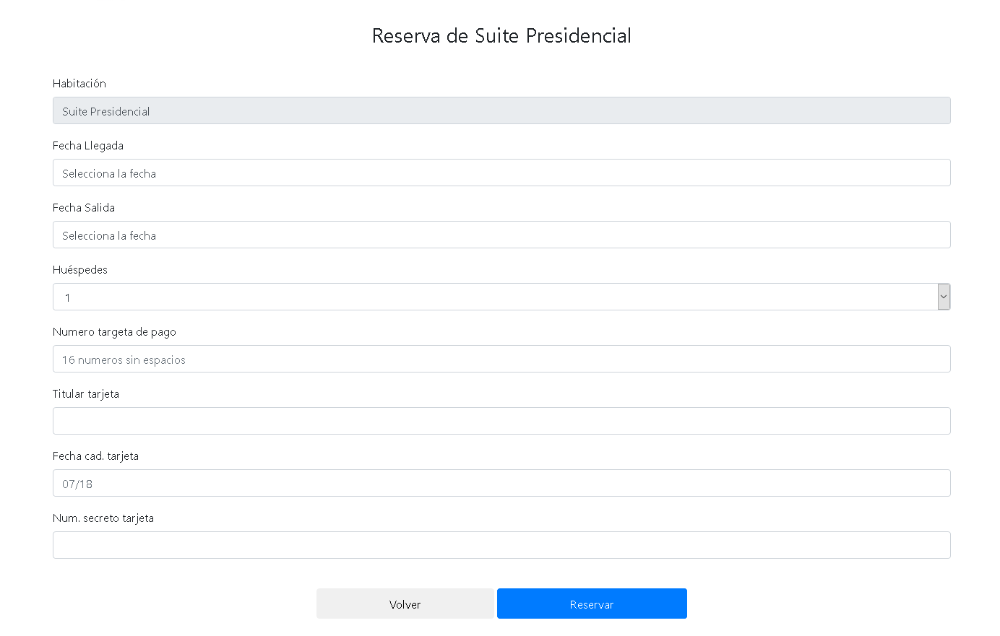 Reserva de Suite Presidencial
Habitación
Suite Presidencial
Fecha Llegada
Selecciona la fecha
Fecha Salida
Selecciona la fecha
Huéspedes
1
Numero targeta de pago
16 numeros sin espacios
Titular tarjeta
Fecha cad. tarjeta
07/18
Num. secreto tarjeta
Volver
Reservar